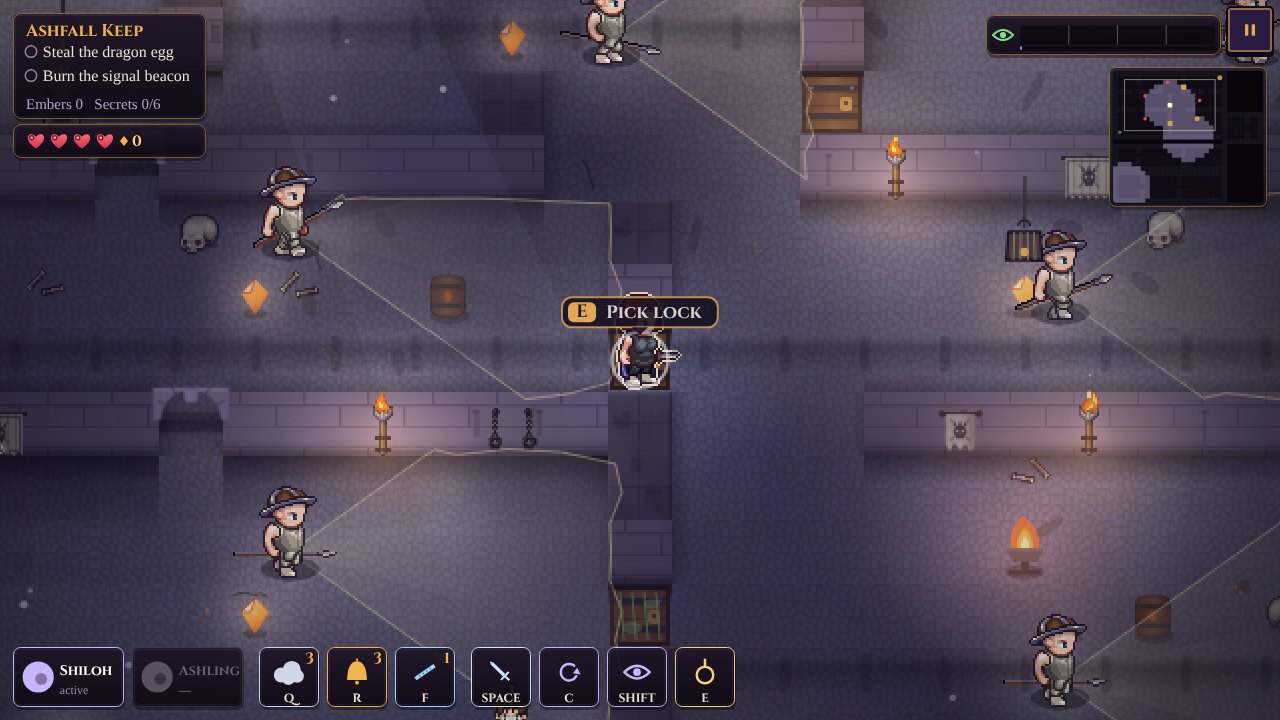 ASHFALL KEEP
Steal the dragon egg
Burn the signal beacon
Embers 0 Secrets 0/6
0
E PICK LOCK
SHILOH
active
ASHLING
—
3
Q
3
R
1
F
SPACE
C
SHIFT
E